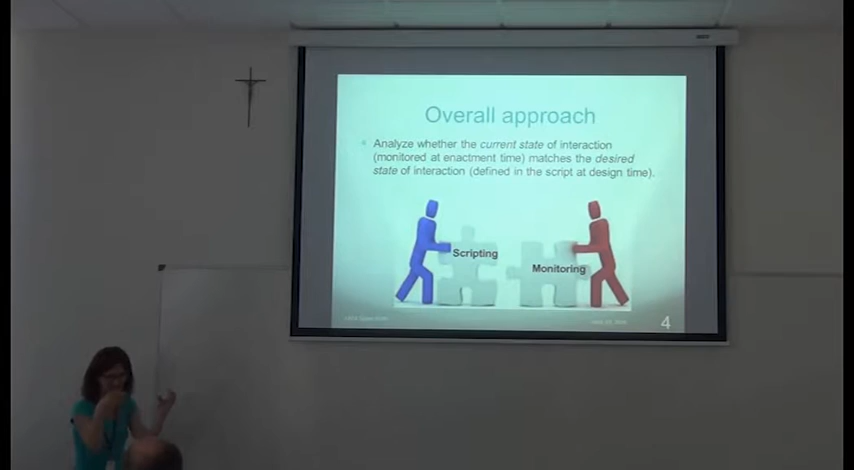 Overall approach
Analyze whether the current state of interaction
(monitored at enactment time) matches the desired
state of interaction (defined in the script at design time).
Scripting
Monitoring
4